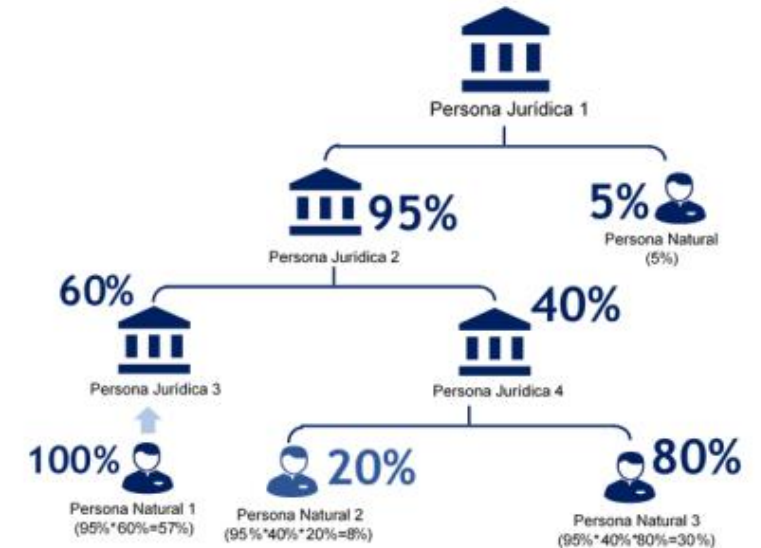 Persona Jurídica 1
95%
Persona Jurídica 2
5%
Persona Natural
(5%)
60%
Persona Jurídica 3
40%
Persona Jurídica 4
100%
Persona Natural 1
(95%*60%=57%)
20%
Persona Natural 2
(95%*40%*20%=8%)
80%
Persona Natural 3
(95%*40%*80%=30%)